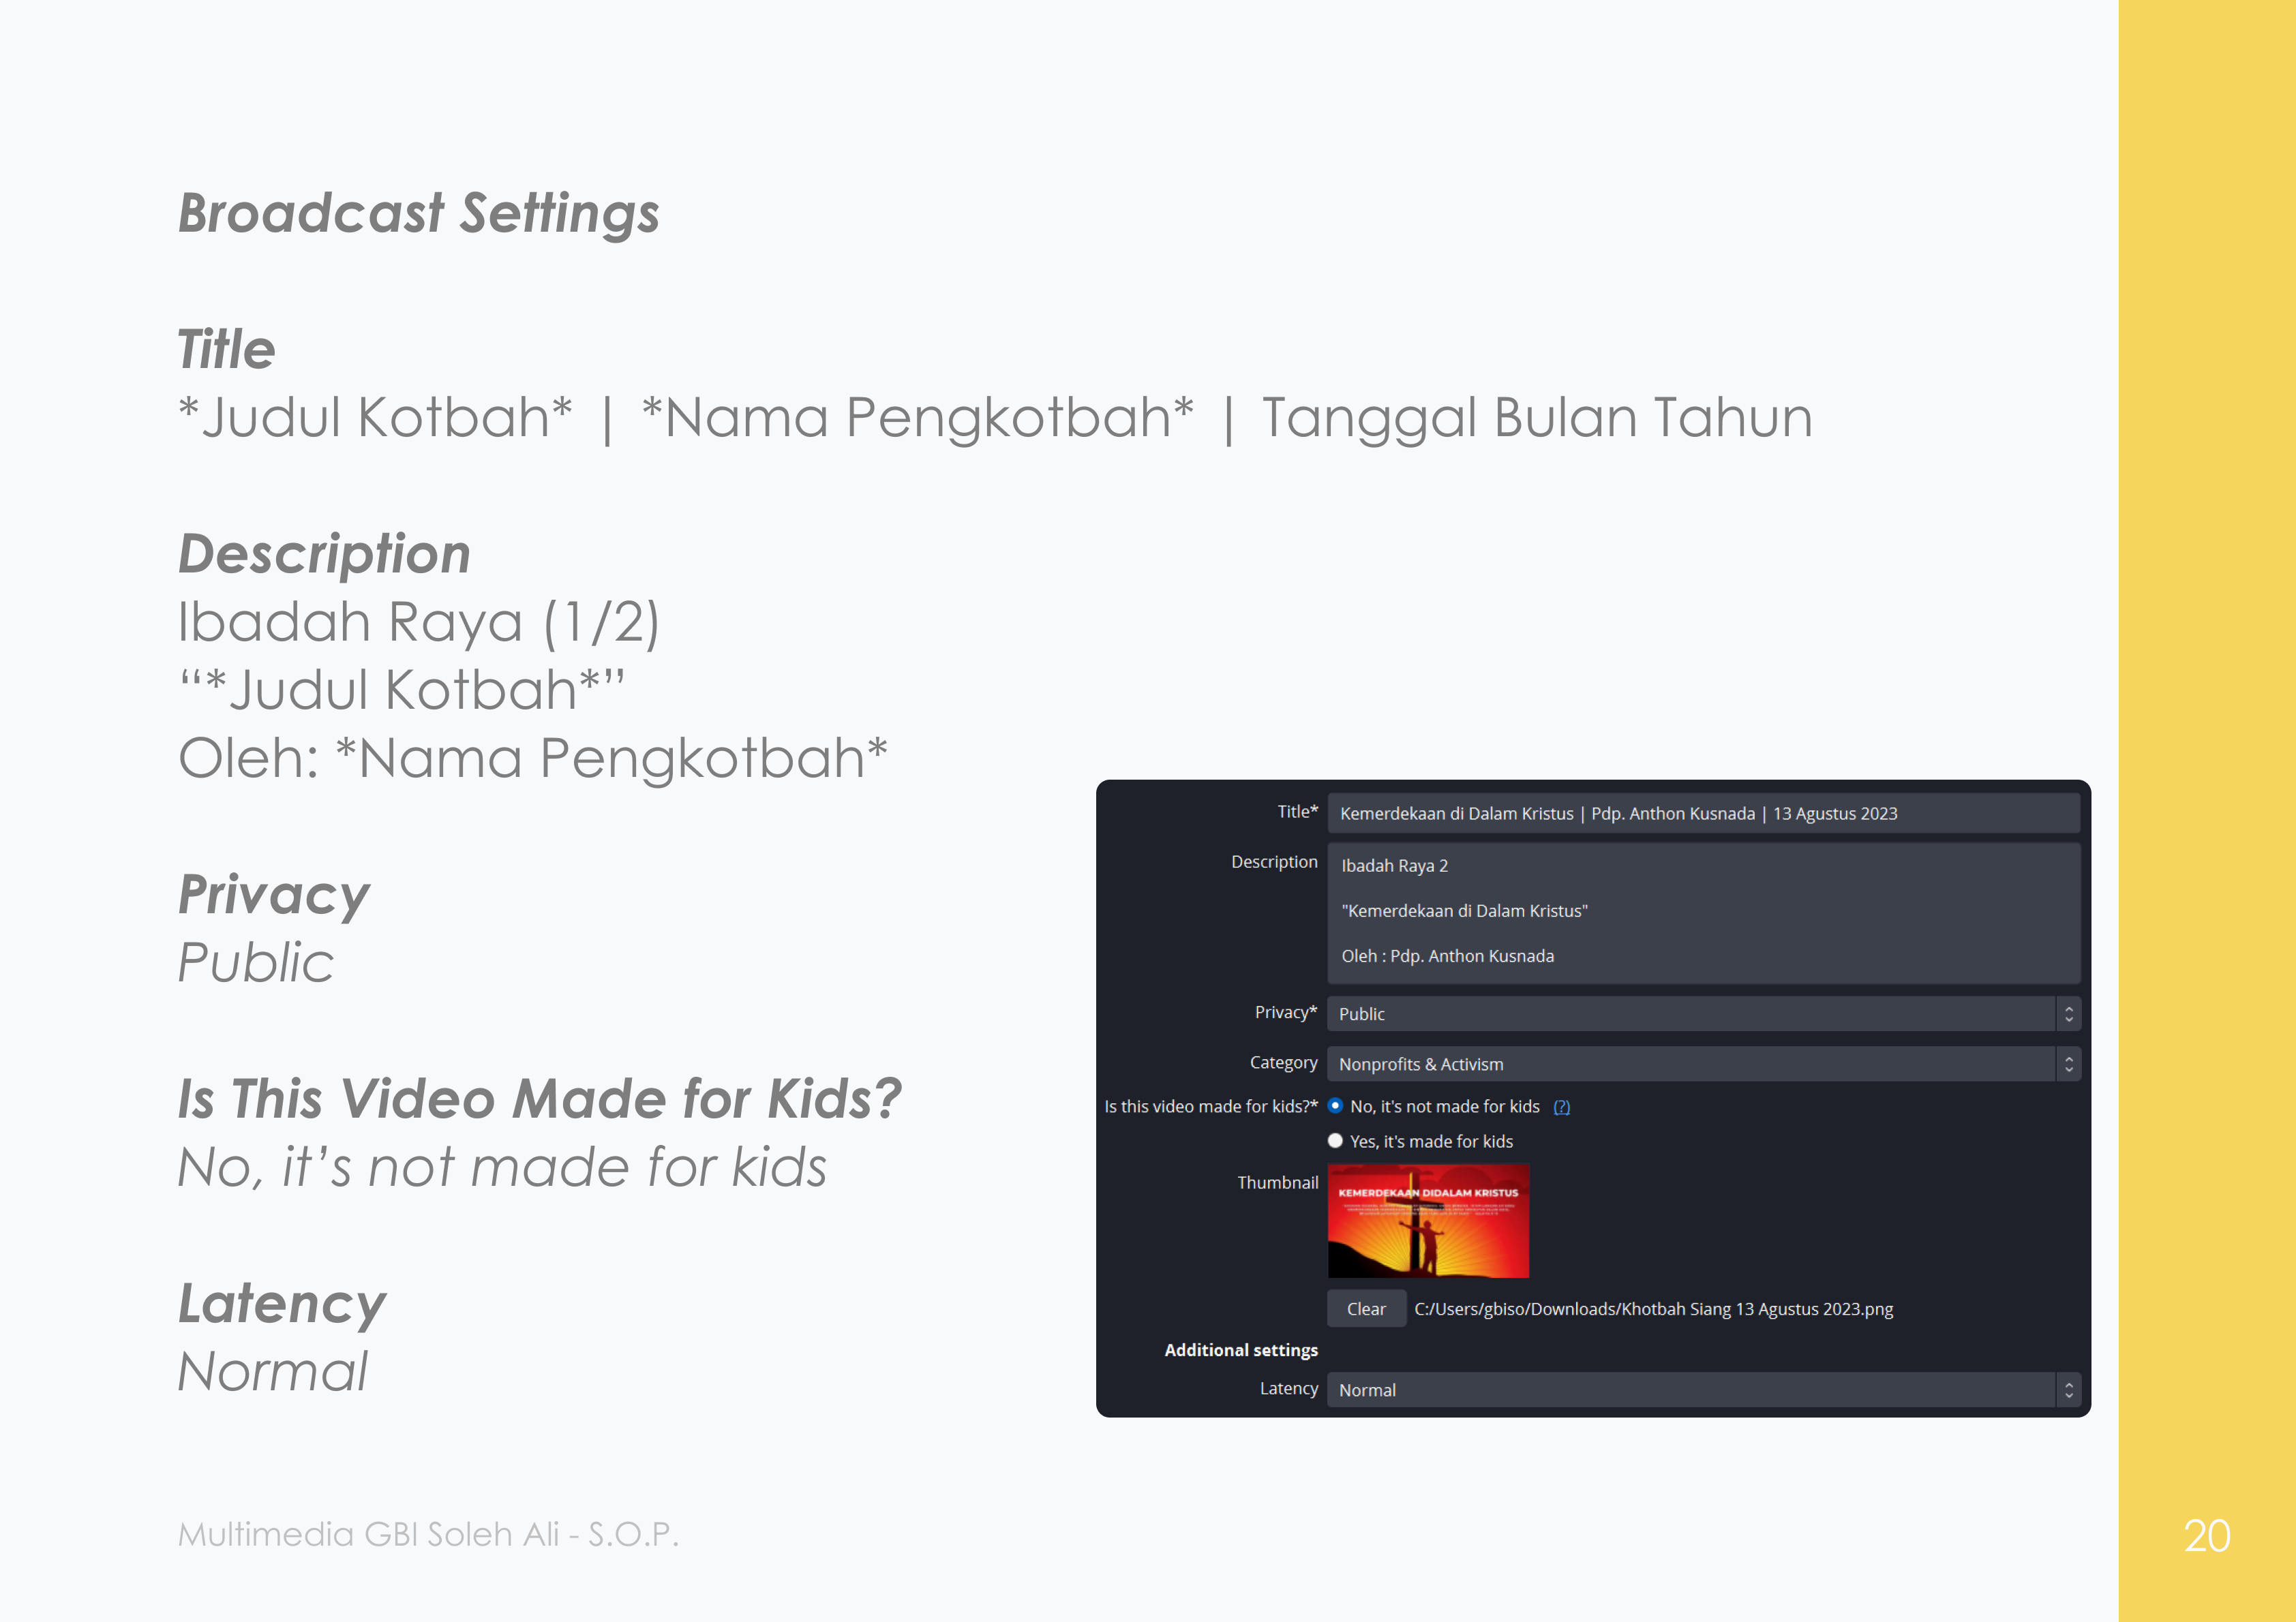 Broadcast Settings
Title
*Judul Kotbah* | *Nama Pengkotbah* | Tanggal Bulan Tahun
Description
Ibadah Raya (1/2)
“*Judul Kotbah*”
Oleh: *Nama Pengkotbah*
Privacy
Public
Is This Video Made for Kids?
No, it’s not made for kids
Latency
Normal
Title* Kemerdekaan di Dalam Kristus | Pdp. Anthon Kusnada | 13 Agustus 2023
Description Ibadah Raya 2
"Kemerdekaan di Dalam Kristus"
Oleh : Pdp. Anthon Kusnada
Privacy* Public
Category Nonprofits & Activism
Is this video made for kids?* No, it's not made for kids (?)
Yes, it's made for kids
Thumbnail
KEMERDEKAAN DIDALAM KRISTUS
Clear C:/Users/gbiso/Downloads/Khotbah Siang 13 Agustus 2023.png
Additional settings
Latency Normal
Multimedia GBI Soleh Ali - S.O.P.
20